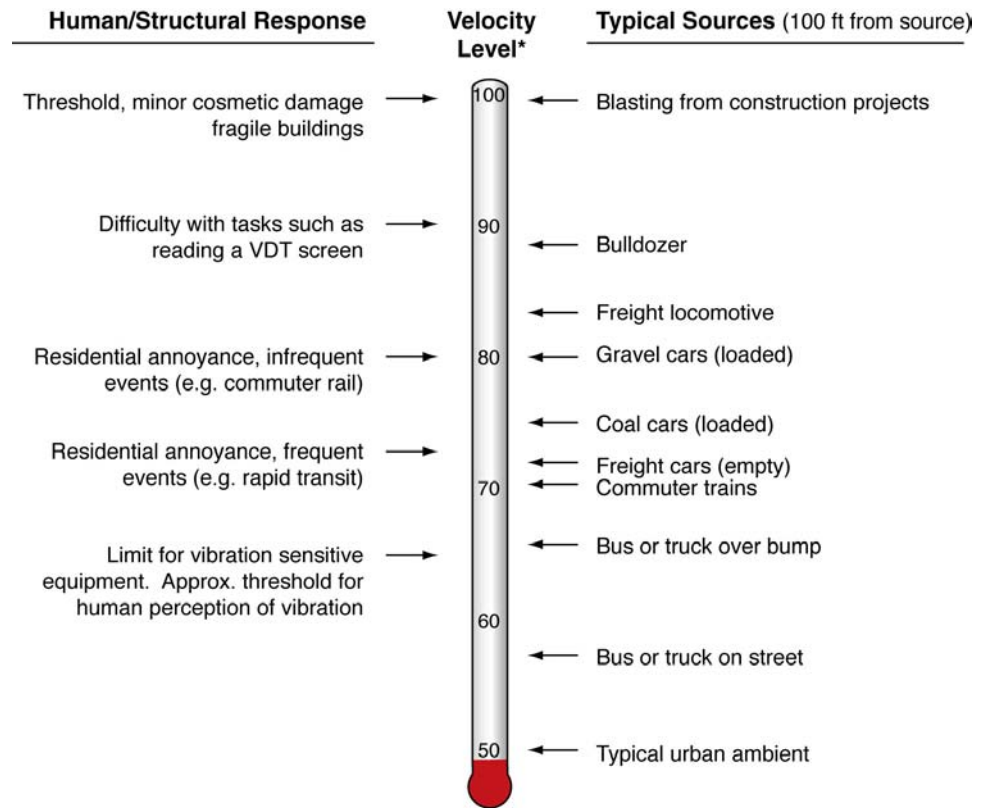 Human/Structural Response
Velocity
Level*
Typical Sources (100 ft from source)
Threshold, minor cosmetic damage
fragile buildings
100
Blasting from construction projects
Difficulty with tasks such as
reading a VDT screen
90
Bulldozer
Freight locomotive
Residential annoyance, infrequent
events (e.g. commuter rail)
80
Gravel cars (loaded)
Coal cars (loaded)
Residential annoyance, frequent
events (e.g. rapid transit)
Freight cars (empty)
70
Commuter trains
Limit for vibration sensitive
equipment. Approx. threshold for
human perception of vibration
Bus or truck over bump
60
Bus or truck on street
50
Typical urban ambient